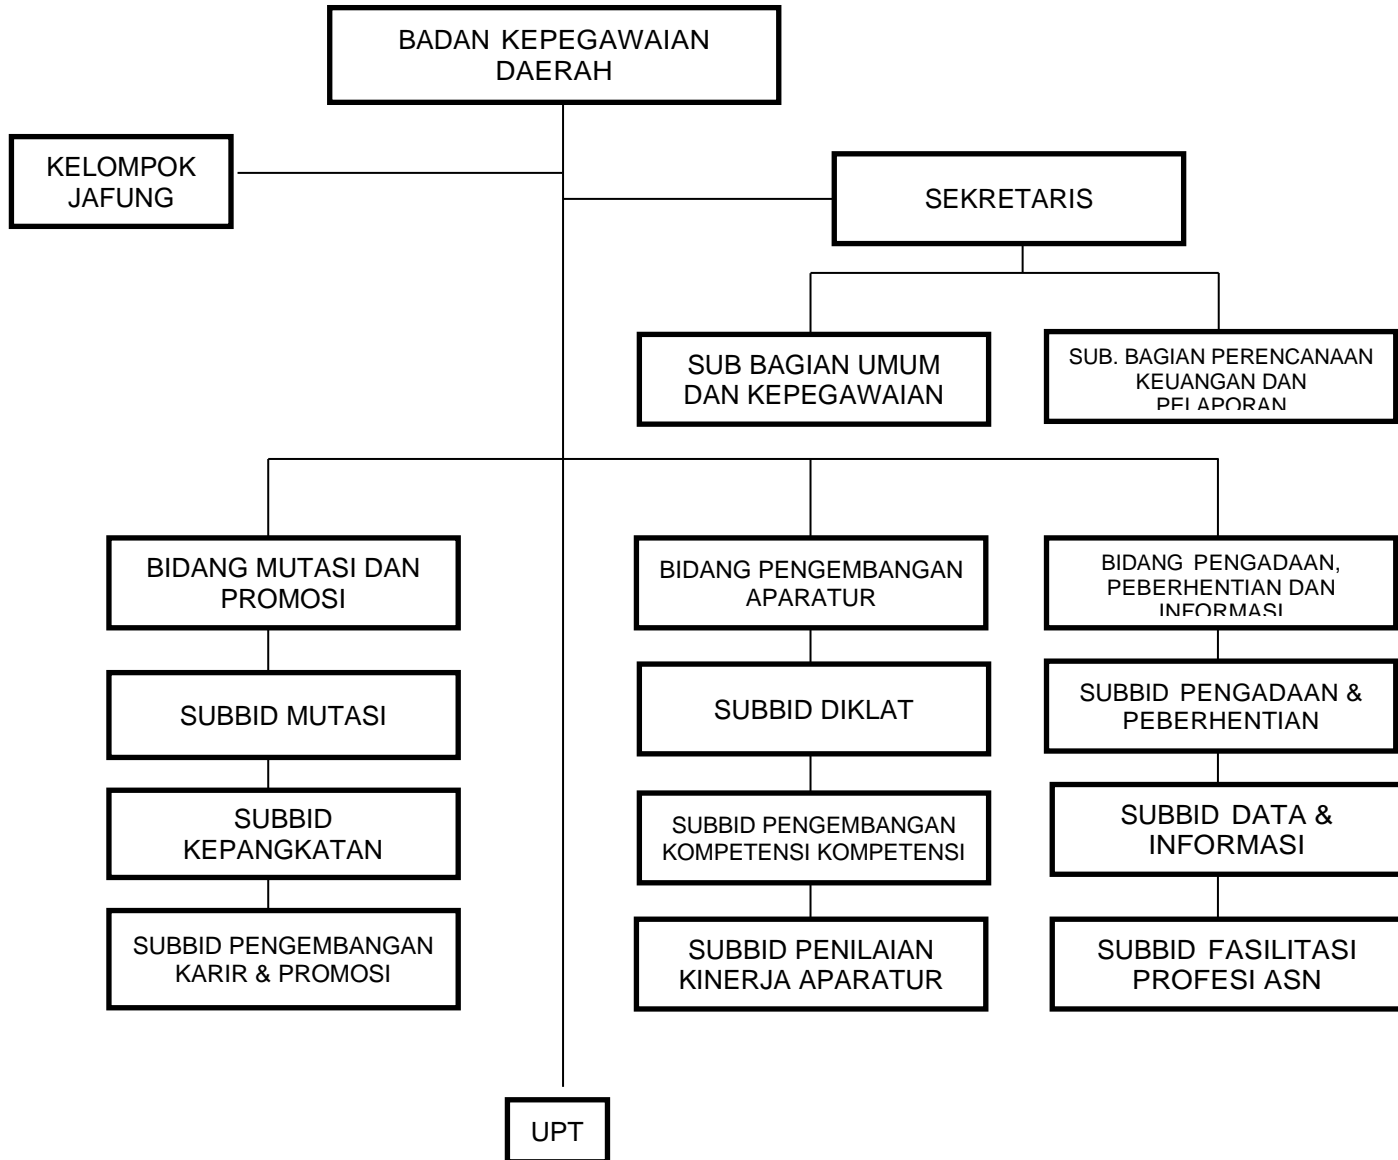 BADAN KEPEGAWAIAN
DAERAH
KELOMPOK
JAFUNG
SEKRETARIS
SUB BAGIAN UMUM
DAN KEPEGAWAIAN
SUB. BAGIAN PERENCANAAN
KEUANGAN DAN
PELAPORAN
BIDANG MUTASI DAN
PROMOSI
BIDANG PENGEMBANGAN
APARATUR
BIDANG PENGADAAN,
PEBERHENTIAN DAN
INFORMASI
SUBBID MUTASI
SUBBID DIKLAT
SUBBID PENGADAAN &
PEBERHENTIAN
SUBBID
KEPANGKATAN
SUBBID PENGEMBANGAN
KOMPETENSI KOMPETENSI
SUBBID DATA &
INFORMASI
SUBBID PENGEMBANGAN
KARIR & PROMOSI
SUBBID PENILAIAN
KINERJA APARATUR
SUBBID FASILITASI
PROFESI ASN
UPT